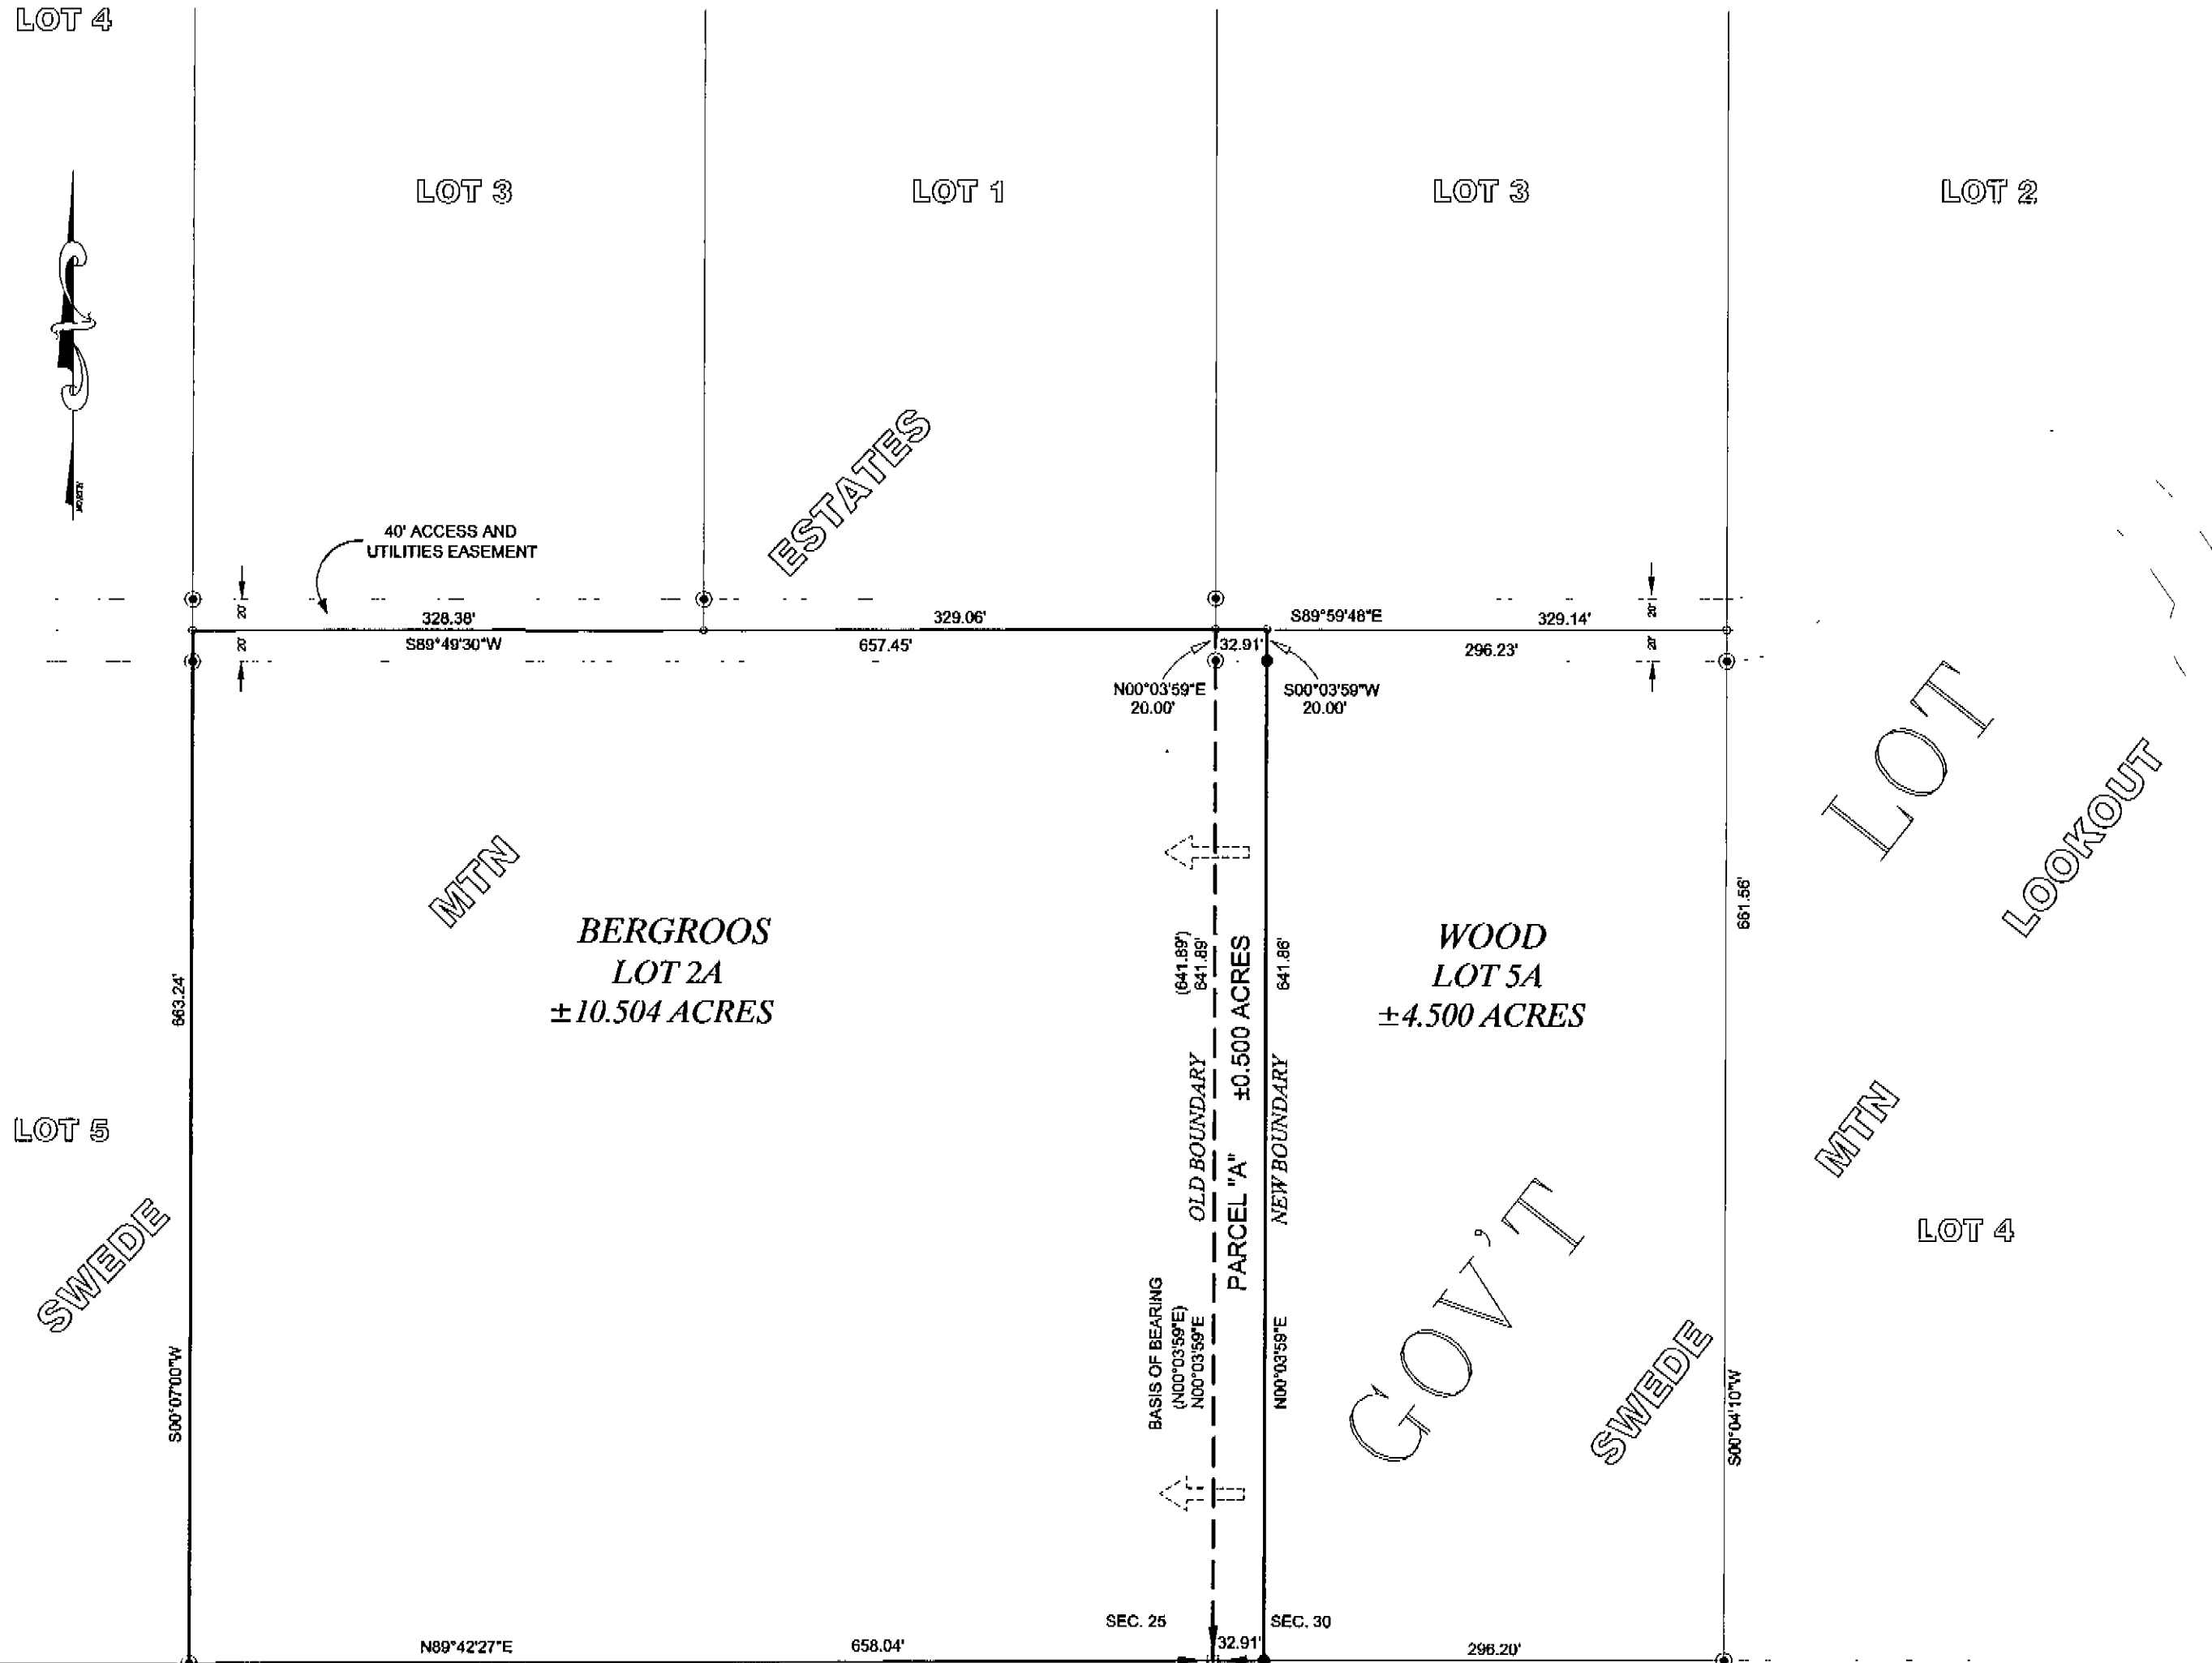 LOT 4
LOT 3
LOT 1
LOT 3
LOT 2
NORTH
ESTATES
40' ACCESS AND
UTILITIES EASEMENT
20'
20'
328.38'
329.06'
S89°59'48"E
329.14'
20'
20'
S89°49'30"W
657.45'
32.91'
296.23'
N00°03'59"E
20.00'
S00°03'59"W
20.00'
LOT
LOOKOUT
MTN
BERGROOS
LOT 2A
±10.504 ACRES
WOOD
LOT 5A
±4.500 ACRES
663.24'
(641.89')
641.89'
±0.500 ACRES
641.86'
661.56'
OLD BOUNDARY
PARCEL "A"
NEW BOUNDARY
LOT 5
MTN
LOT 4
SWEDE
GOV'T
SWEDE
S00°07'00"W
BASIS OF BEARING
(N00°03'59"E)
N00°03'59"E
N00°03'59"E
S00°04'10"W
SEC. 25
SEC. 30
N89°42'27"E
658.04'
32.91'
296.20'